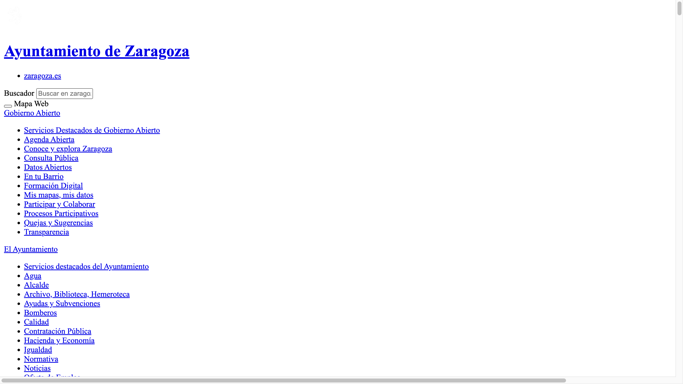 Ayuntamiento de Zaragoza
zaragoza.es
Buscador Buscar en zarago
Mapa Web
Gobierno Abierto
Servicios Destacados de Gobierno Abierto
Agenda Abierta
Conoce y explora Zaragoza
Consulta Pública
Datos Abiertos
En tu Barrio
Formación Digital
Mis mapas, mis datos
Participar y Colaborar
Procesos Participativos
Quejas y Sugerencias
Transparencia
El Ayuntamiento
Servicios destacados del Ayuntamiento
Agua
Alcalde
Archivo, Biblioteca, Hemeroteca
Ayudas y Subvenciones
Bomberos
Calidad
Contratación Pública
Hacienda y Economía
Igualdad
Normativa
Noticias